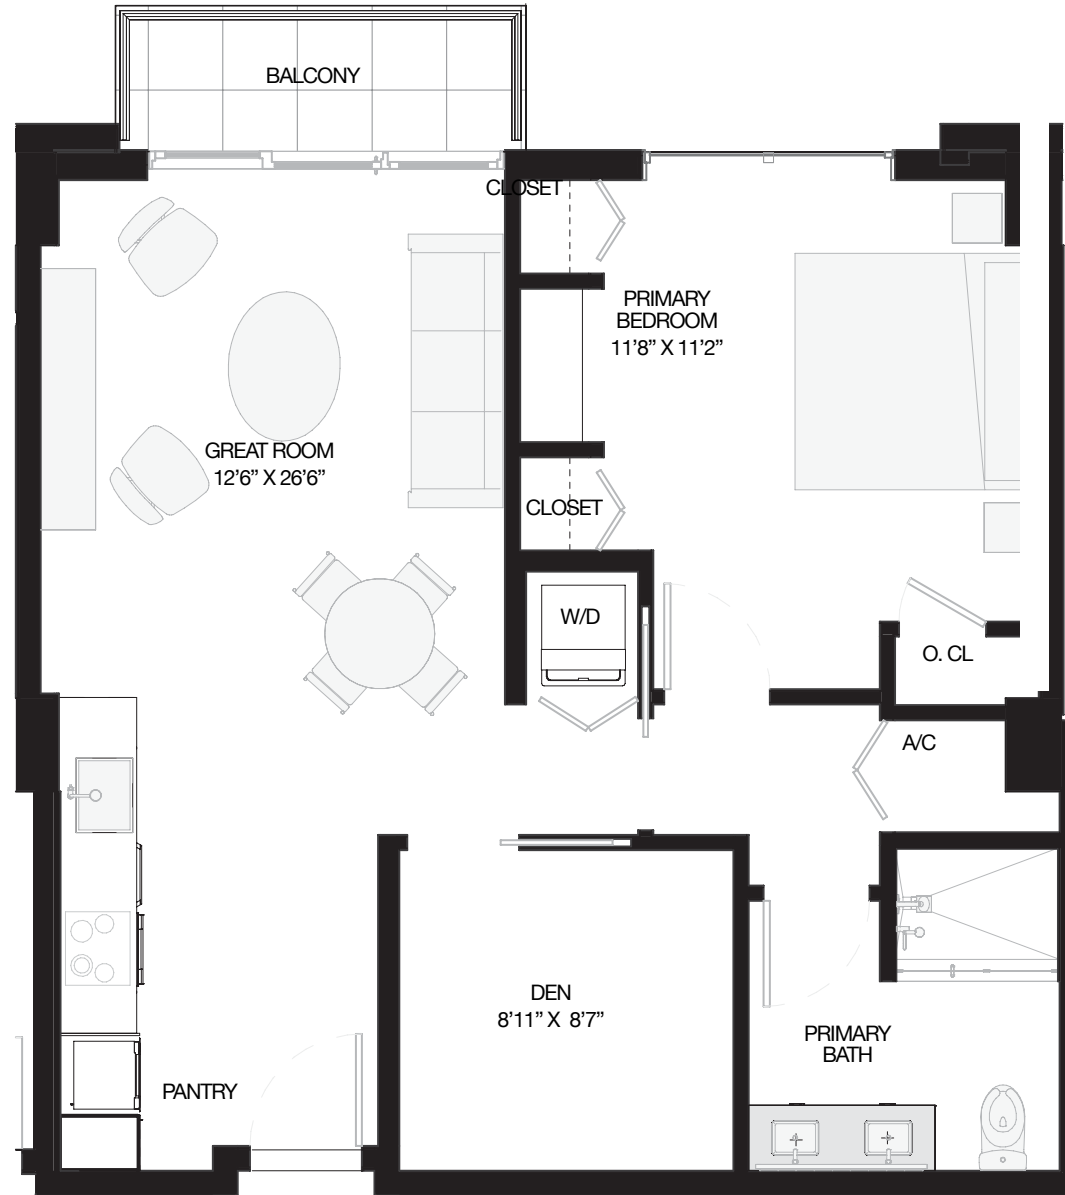 BALCONY
CLOSET
PRIMARY
BEDROOM
11’8” X 11’2”
GREAT ROOM
12’6” X 26’6”
CLOSET
W/D
O. CL
A/C
DEN
8’11” X 8’7”
PRIMARY
BATH
PANTRY